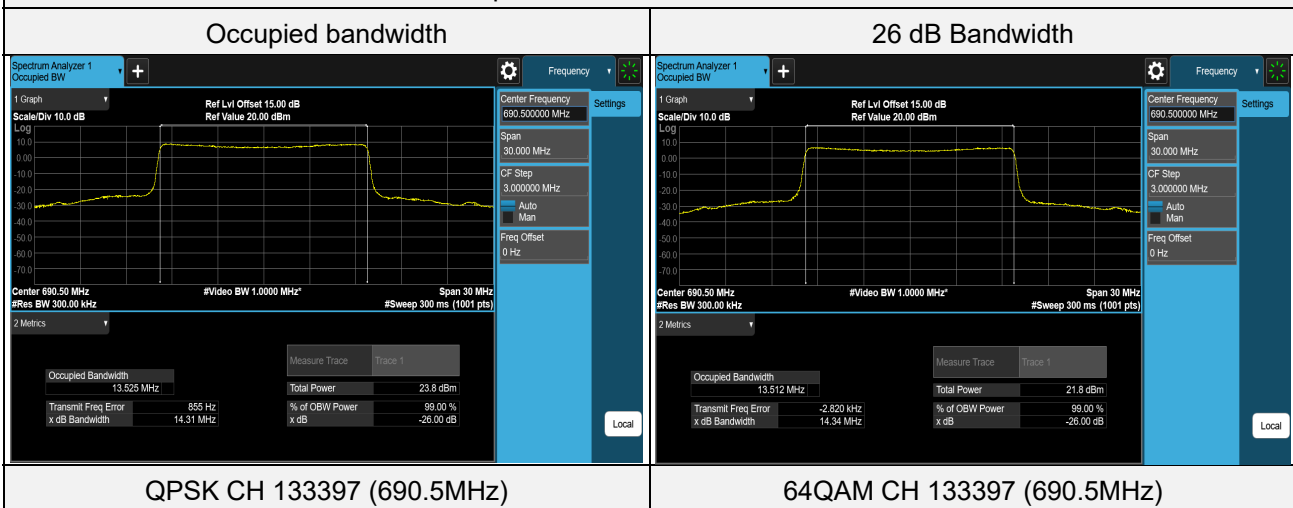 Occupied bandwidth
26 dB Bandwidth
Spectrum Analyzer 1
Occupied BW
+
Frequency
1 Graph
Scale/Div 10.0 dB
Ref Lvl Offset 15.00 dB
Ref Value 20.00 dBm
Log
10.0
0.00
-10.0
-20.0
-30.0
-40.0
-50.0
-60.0
-70.0
Center 690.50 MHz
#Video BW 1.0000 MHz*
Span 30 MHz
#Res BW 300.00 kHz
#Sweep 300 ms (1001 pts)
Center Frequency
690.500000 MHz
Settings
Span
30.000 MHz
CF Step
3.000000 MHz
Auto
Man
Freq Offset
0 Hz
Local
2 Metrics
Measure Trace Trace 1
Occupied Bandwidth
13.525 MHz
Total Power 23.8 dBm
Transmit Freq Error 855 Hz
% of OBW Power 99.00 %
x dB Bandwidth 14.31 MHz
x dB -26.00 dB
Spectrum Analyzer 1
Occupied BW
+
Frequency
1 Graph
Scale/Div 10.0 dB
Ref Lvl Offset 15.00 dB
Ref Value 20.00 dBm
Log
10.0
0.00
-10.0
-20.0
-30.0
-40.0
-50.0
-60.0
-70.0
Center 690.50 MHz
#Video BW 1.0000 MHz*
Span 30 MHz
#Res BW 300.00 kHz
#Sweep 300 ms (1001 pts)
Center Frequency
690.500000 MHz
Settings
Span
30.000 MHz
CF Step
3.000000 MHz
Auto
Man
Freq Offset
0 Hz
Local
2 Metrics
Measure Trace Trace 1
Occupied Bandwidth
13.512 MHz
Total Power 21.8 dBm
Transmit Freq Error -2.820 kHz
% of OBW Power 99.00 %
x dB Bandwidth 14.34 MHz
x dB -26.00 dB
QPSK CH 133397 (690.5MHz)
64QAM CH 133397 (690.5MHz)